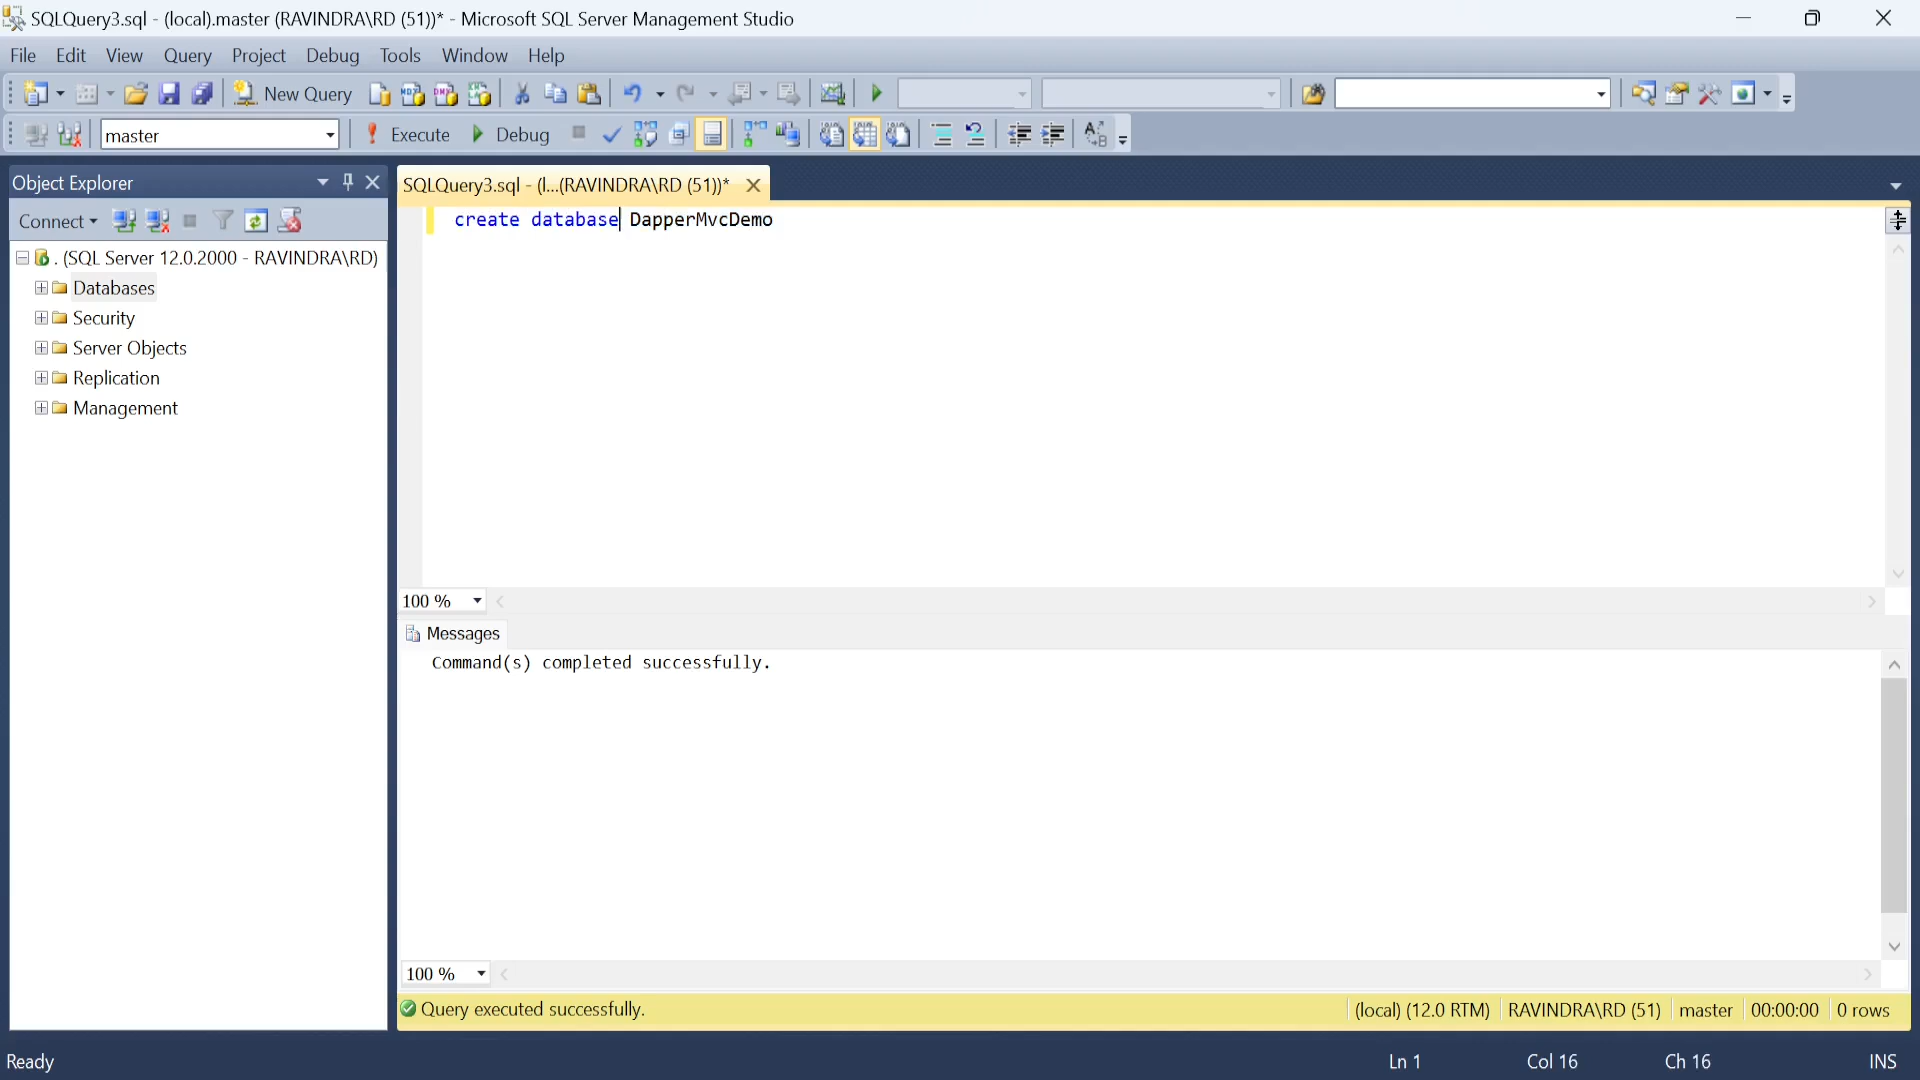 SQLQuery3.sql - (local).master (RAVINDRA\RD (51))* - Microsoft SQL Server Management Studio
File Edit View Query Project Debug Tools Window Help
New Query
master Execute Debug
Object Explorer
Connect
. (SQL Server 12.0.2000 - RAVINDRA\RD)
Databases
Security
Server Objects
Replication
Management
SQLQuery3.sql - (l...(RAVINDRA\RD (51))*
create database DapperMvcDemo
100 %
Messages
Command(s) completed successfully.
100 %
Query executed successfully. (local) (12.0 RTM) RAVINDRA\RD (51) master 00:00:00 0 rows
Ready Ln 1 Col 16 Ch 16 INS